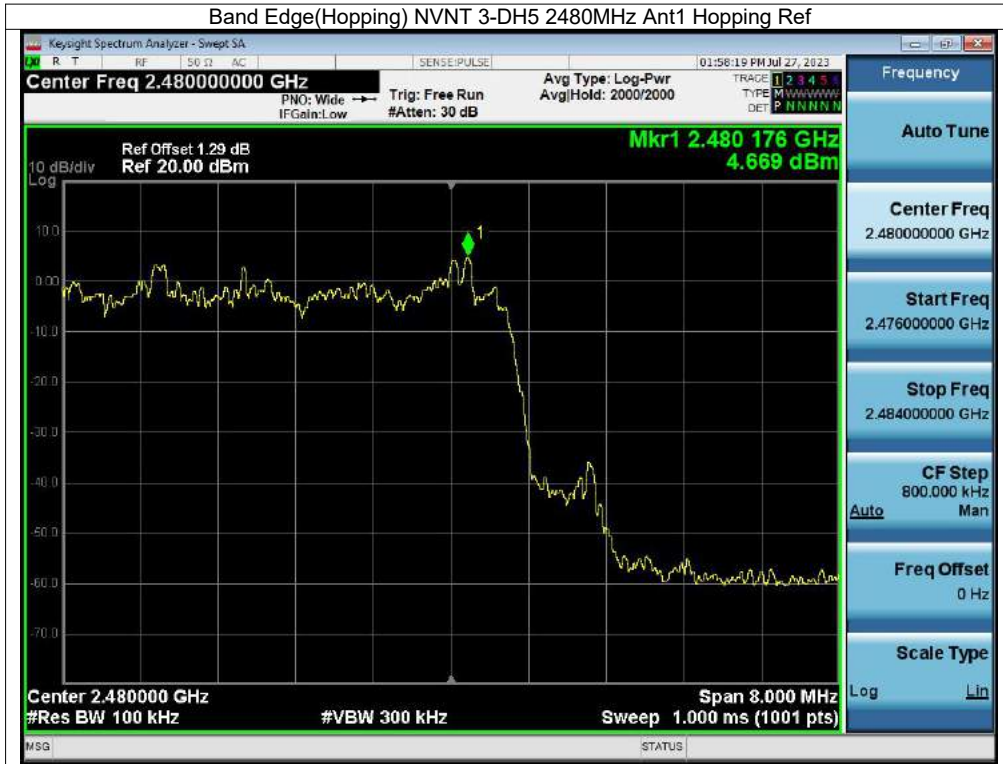 Band Edge(Hopping) NVNT 3-DH5 2480MHz Ant1 Hopping Ref
Keysight Spectrum Analyzer - Swept SA
R T RF 50 Ω AC SENSE:PULSE 01:58:19 PM Jul 27, 2023
Center Freq 2.480000000 GHz
PNO: Wide
IFGain:Low
Trig: Free Run
#Atten: 30 dB
Avg Type: Log-Pwr
Avg|Hold: 2000/2000
TRACE 1 2 3 4 5 6
TYPE M W W W W W
DET P N N N N N
Mkr1 2.480 176 GHz
4.669 dBm
Ref Offset 1.29 dB
10 dB/div Ref 20.00 dBm
Log
1
10.0
0.00
-10.0
-20.0
-30.0
-40.0
-50.0
-60.0
-70.0
Center 2.480000 GHz Span 8.000 MHz
#Res BW 100 kHz #VBW 300 kHz Sweep 1.000 ms (1001 pts)
MSG STATUS
Frequency
Auto Tune
Center Freq
2.480000000 GHz
Start Freq
2.476000000 GHz
Stop Freq
2.484000000 GHz
CF Step
800.000 kHz
Auto Man
Freq Offset
0 Hz
Scale Type
Log Lin